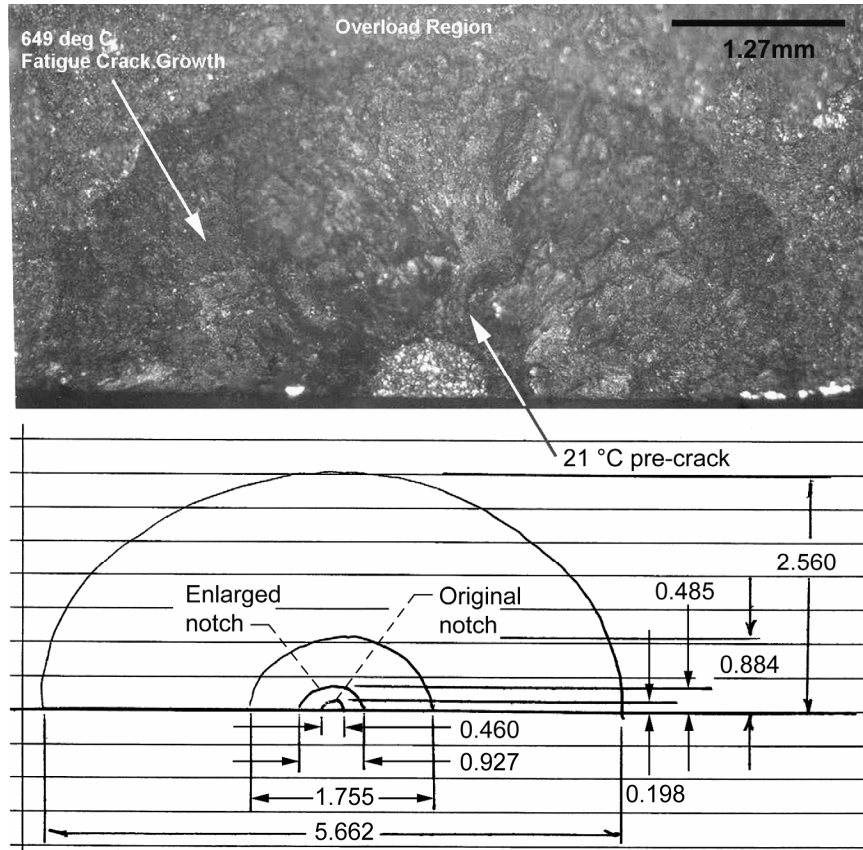 Overload Region
1.27mm
649 deg C
Fatigue Crack Growth
21 °C pre-crack
2.560
Enlarged
notch
Original
notch
0.485
0.884
0.460
0.927
0.198
1.755
5.662